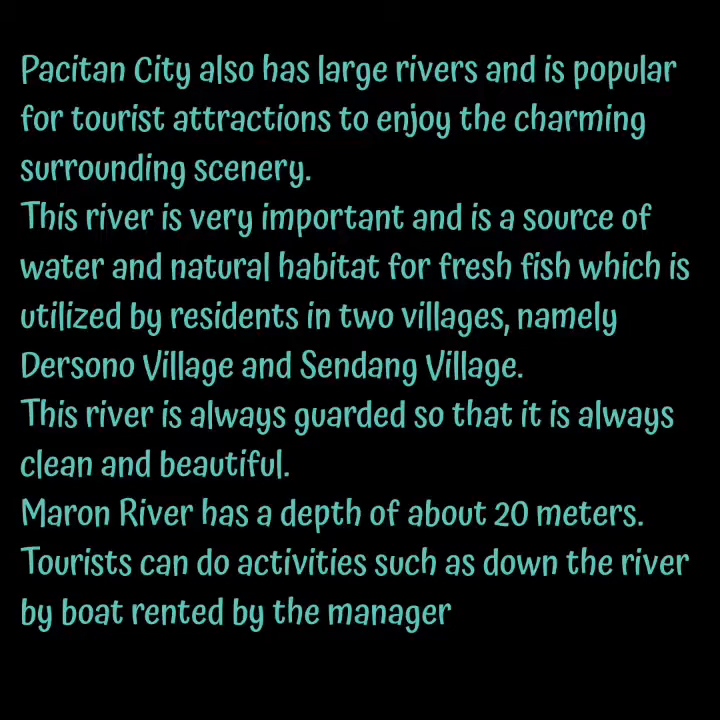 Pacitan City also has large rivers and is popular
for tourist attractions to enjoy the charming
surrounding scenery.
This river is very important and is a source of
water and natural habitat for fresh fish which is
utilized by residents in two villages, namely
Dersono Village and Sendang Village.
This river is always guarded so that it is always
clean and beautiful.
Maron River has a depth of about 20 meters.
Tourists can do activities such as down the river
by boat rented by the manager